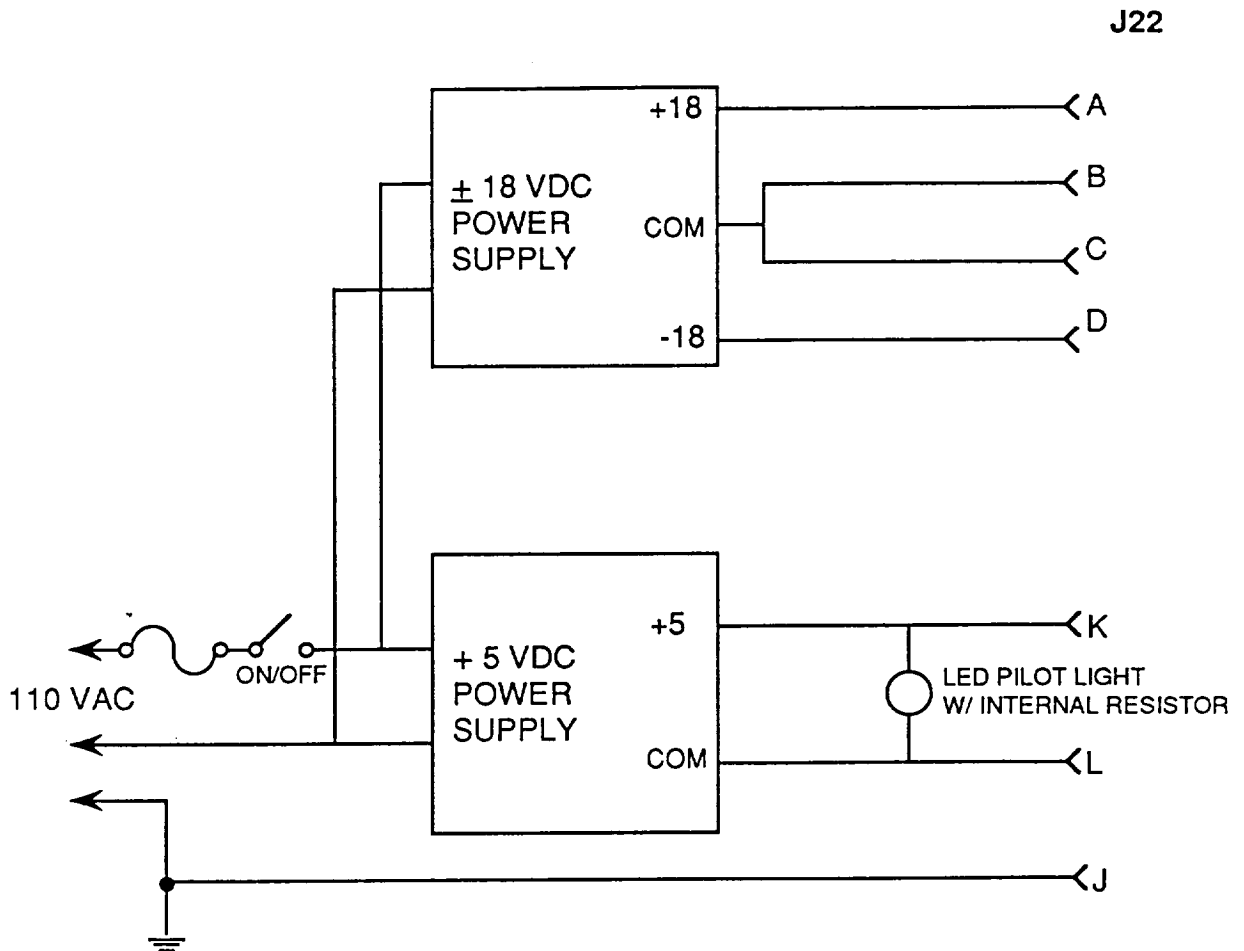 J22
+18
A
± 18 VDC
POWER
SUPPLY
B
COM
C
-18
D
+5
K
ON/OFF
110 VAC
+ 5 VDC
POWER
SUPPLY
LED PILOT LIGHT
W/ INTERNAL RESISTOR
COM
L
J